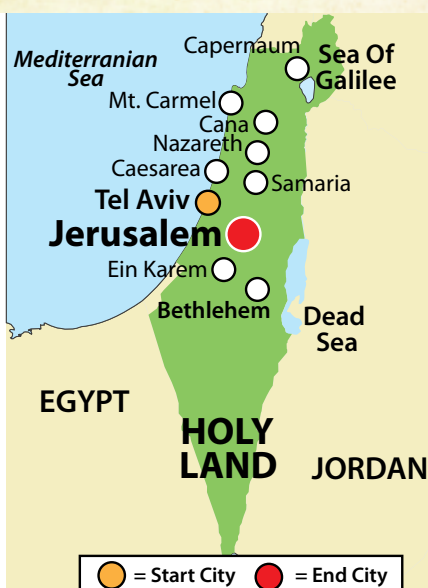 Mediterranean
Sea
Capernaum
Sea Of
Galilee
Mt. Carmel
Cana
Nazareth
Caesarea
Samaria
Tel Aviv
Jerusalem
Ein Karem
Bethlehem
Dead
Sea
EGYPT
HOLY
LAND
JORDAN
= Start City
= End City